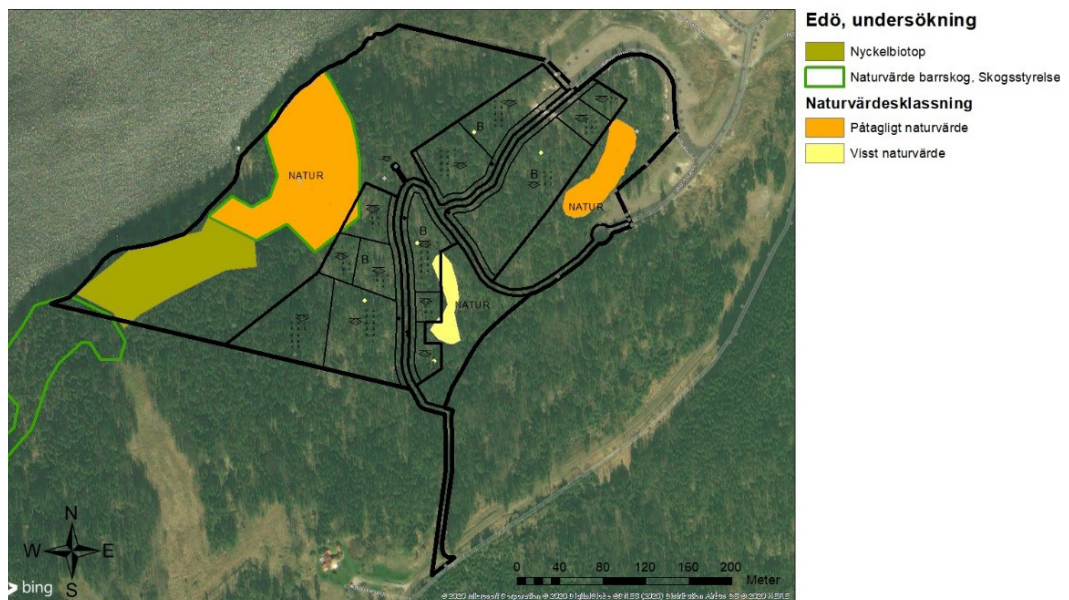 Edö, undersökning
Nyckelbiotop
Naturvärde barrskog, Skogsstyrelse
Naturvärdesklassning
Påtagligt naturvärde
Visst naturvärde
B
B
NATUR
NATUR
B
B
NATUR
N
W E
S
bing
0 20 40 80 120 160 200
Meter